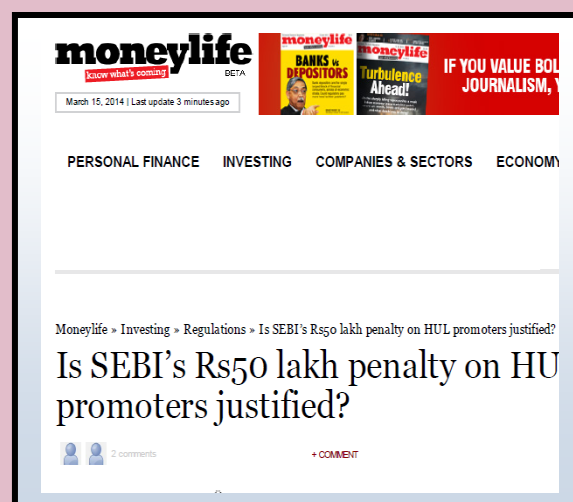 moneylife
know what's coming
BETA
March 15, 2014 | Last update 3 minutes ago
moneylife
BANKS vs
DEPOSITORS
moneylife
Turbulence
Ahead!
IF YOU VALUE BOL
JOURNALISM, Y
PERSONAL FINANCE INVESTING COMPANIES & SECTORS ECONOMY
Moneylife » Investing » Regulations » Is SEBI's Rs50 lakh penalty on HUL promoters justified?
Is SEBI’s Rs50 lakh penalty on HU
promoters justified?
2 comments
+ COMMENT